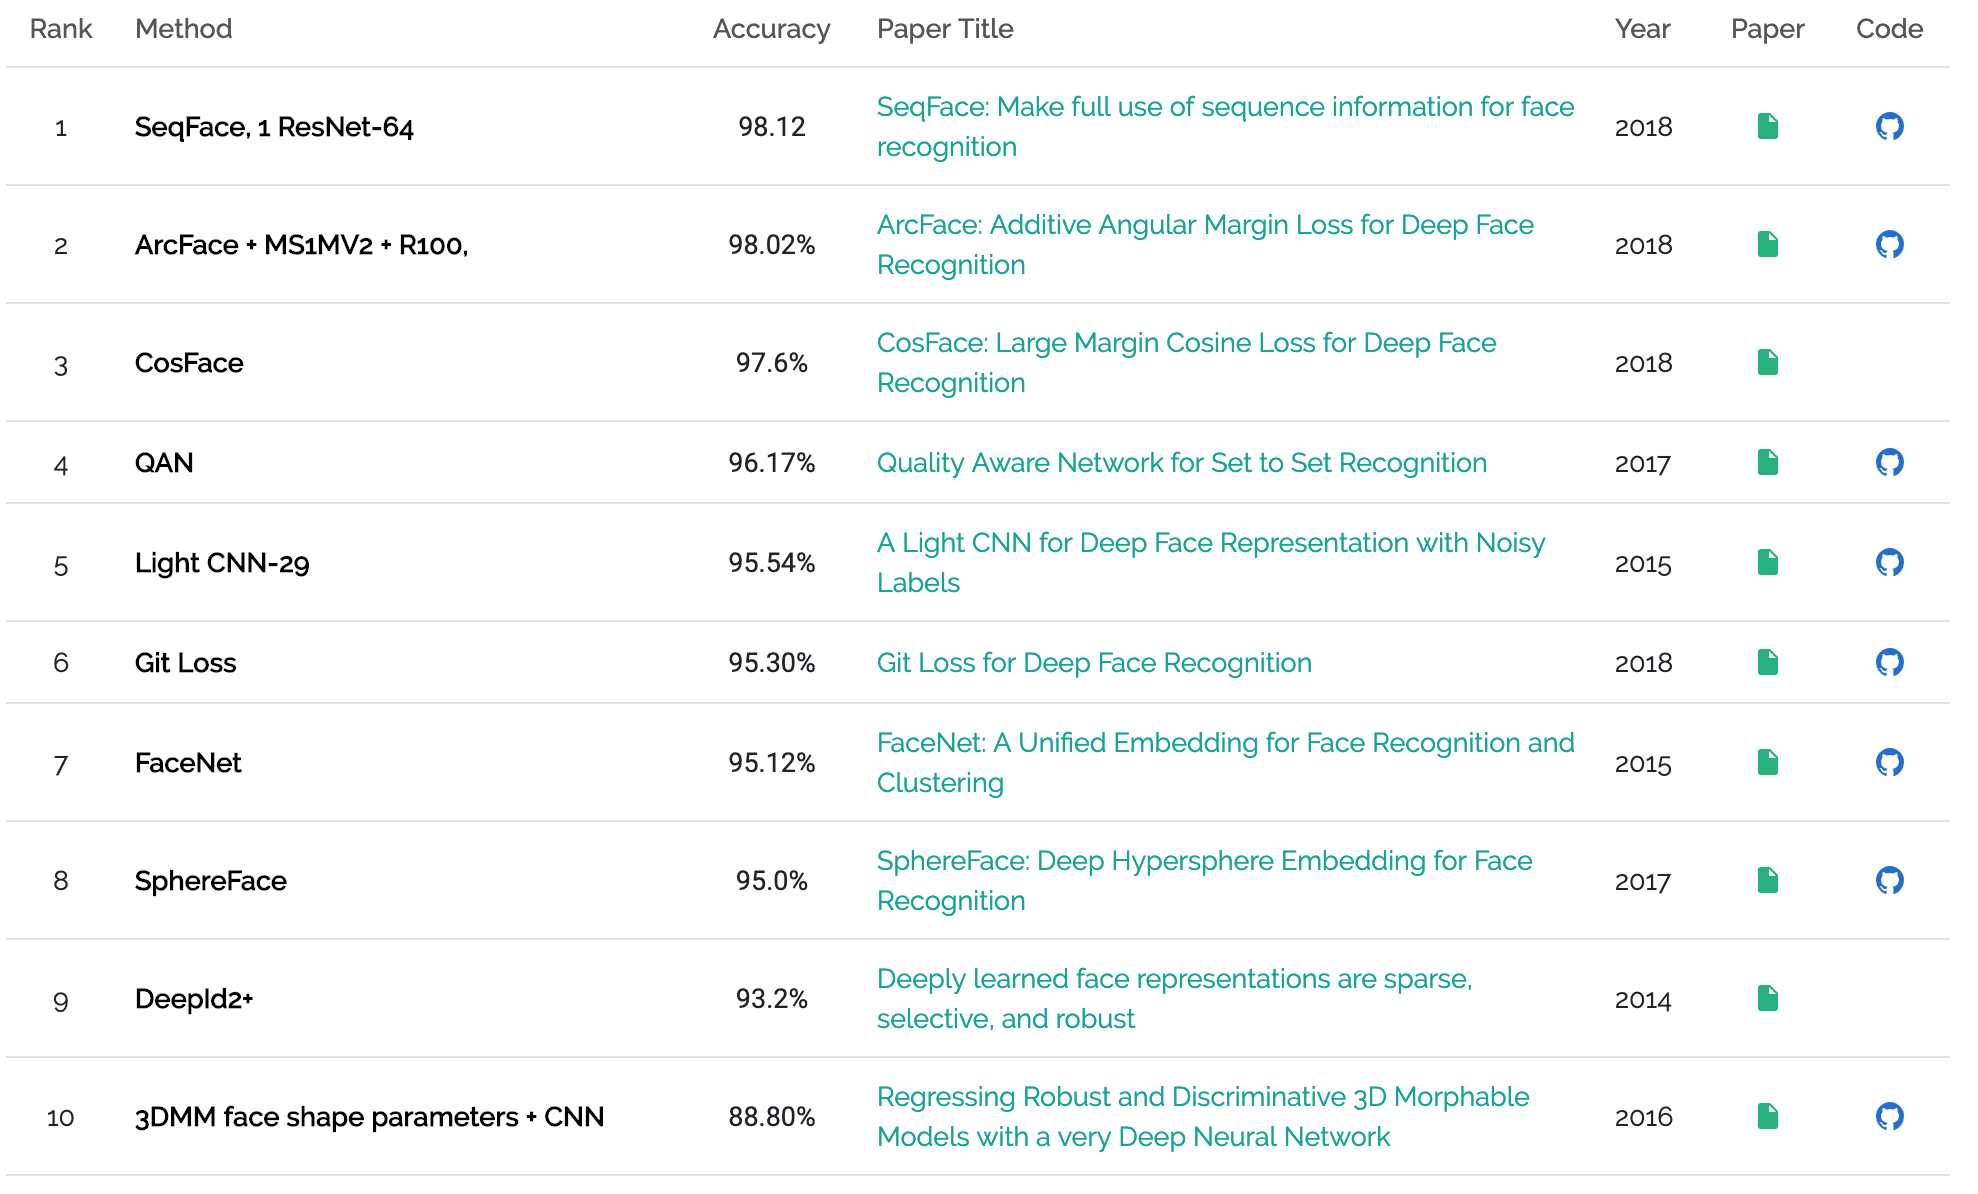 Rank Method Accuracy Paper Title Year Paper Code
1 SeqFace, 1 ResNet-64 98.12 SeqFace: Make full use of sequence information for face
recognition 2018
2 ArcFace + MS1MV2 + R100, 98.02% ArcFace: Additive Angular Margin Loss for Deep Face
Recognition 2018
3 CosFace 97.6% CosFace: Large Margin Cosine Loss for Deep Face
Recognition 2018
4 QAN 96.17% Quality Aware Network for Set to Set Recognition 2017
5 Light CNN-29 95.54% A Light CNN for Deep Face Representation with Noisy
Labels 2015
6 Git Loss 95.30% Git Loss for Deep Face Recognition 2018
7 FaceNet 95.12% FaceNet: A Unified Embedding for Face Recognition and
Clustering 2015
8 SphereFace 95.0% SphereFace: Deep Hypersphere Embedding for Face
Recognition 2017
9 DeepId2+ 93.2% Deeply learned face representations are sparse,
selective, and robust 2014
10 3DMM face shape parameters + CNN 88.80% Regressing Robust and Discriminative 3D Morphable
Models with a very Deep Neural Network 2016